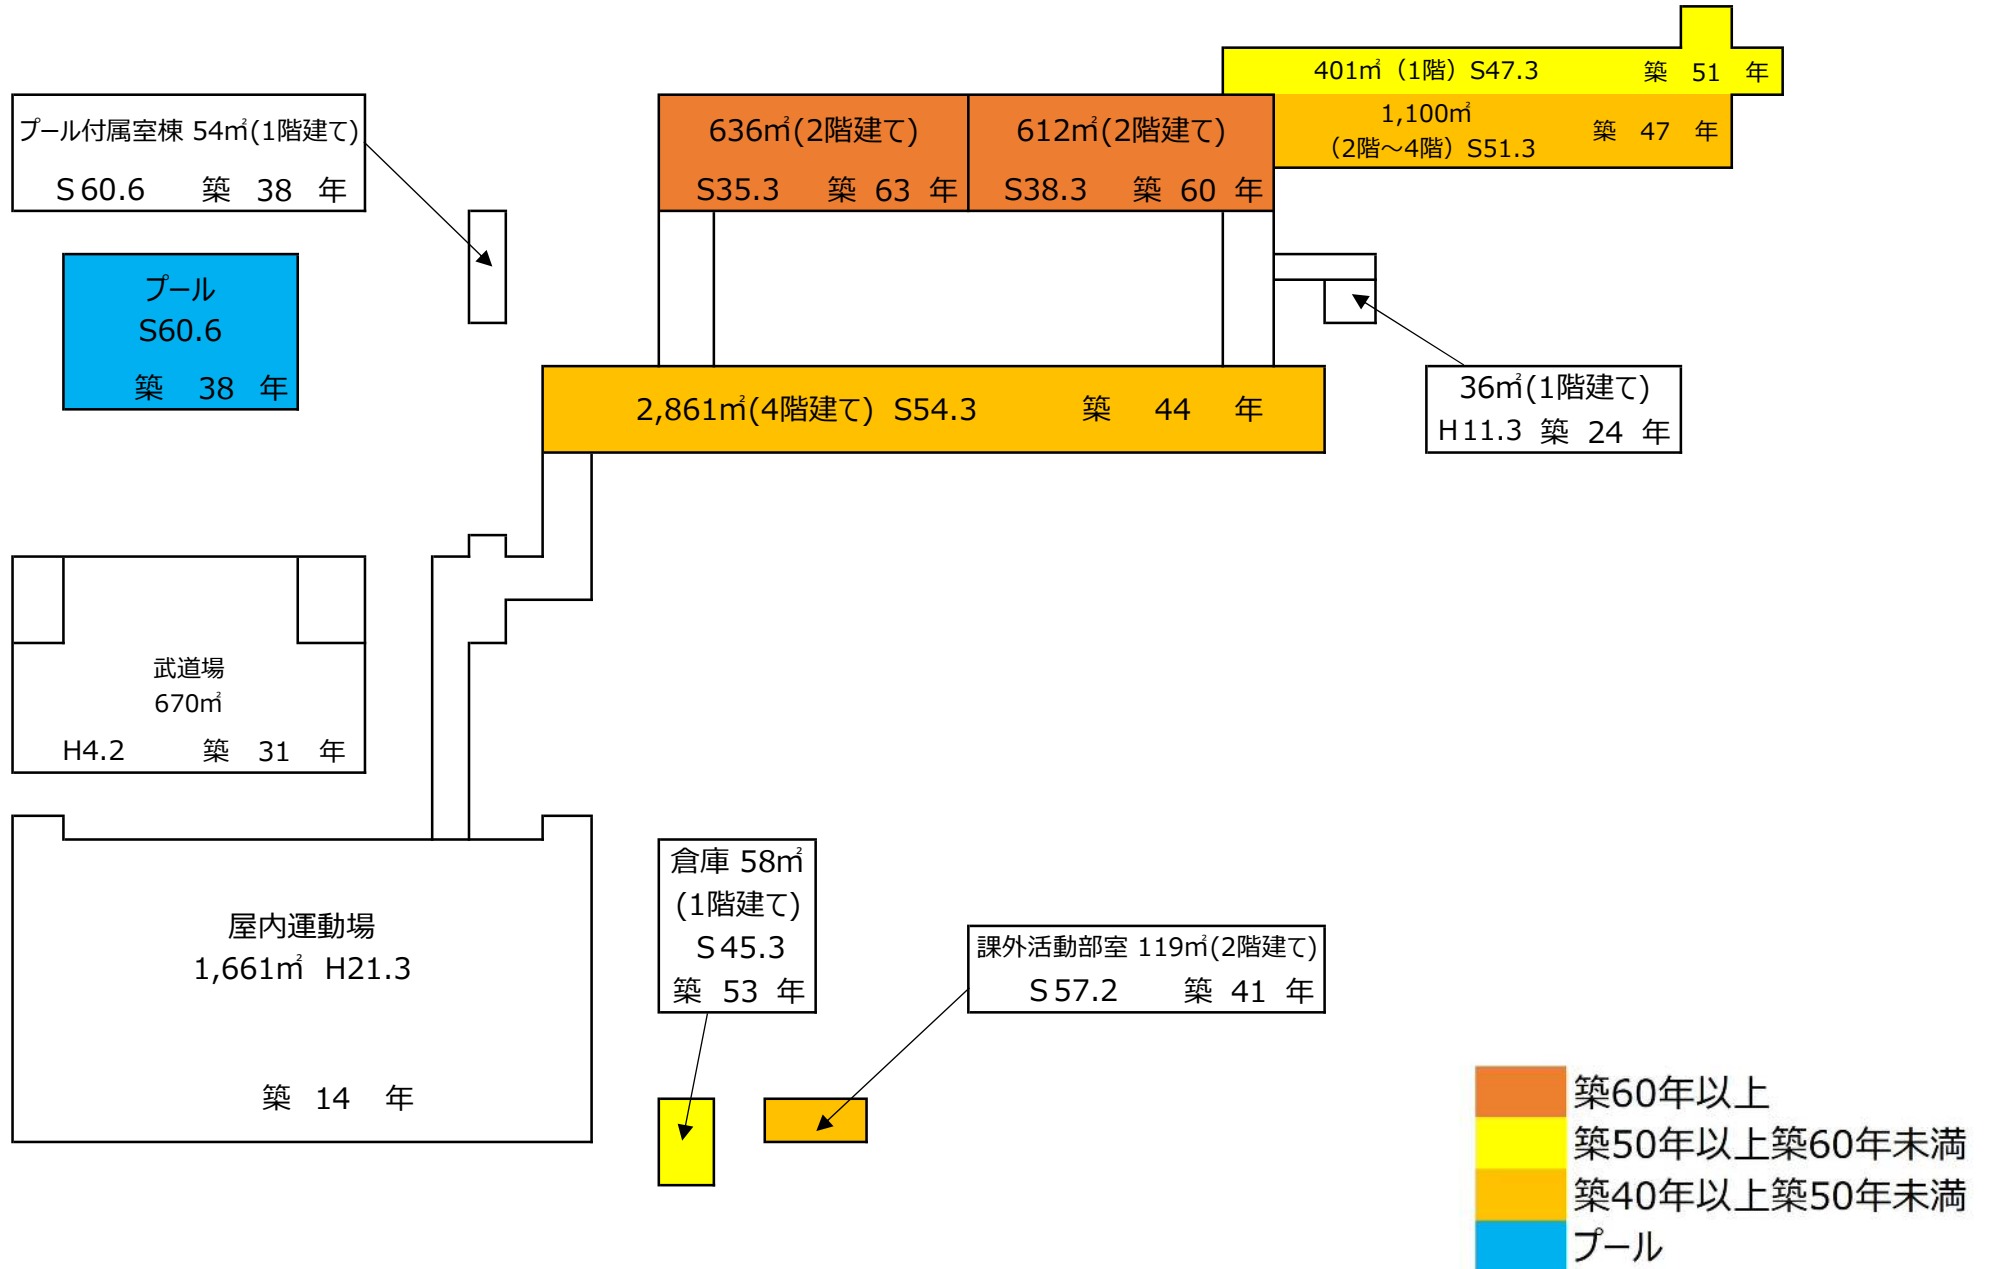 401㎡（1階）S47.3 築 51 年
1,100㎡
（2階～4階）S51.3 築 47 年
プール付属室棟 54㎡(1階建て)
Ｓ60.6 築 38 年
636㎡(2階建て)
S35.3 築 63 年
612㎡(2階建て)
S38.3 築 60 年
プール
S60.6
築 38 年
2,861㎡(4階建て) S54.3 築 44 年
36㎡(1階建て)
Ｈ11.3 築 24 年
武道場
670㎡
H4.2 築 31 年
屋内運動場
1,661㎡ H21.3
築 14 年
倉庫 58㎡
(1階建て)
Ｓ45.3
築 53 年
課外活動部室 119㎡(2階建て)
Ｓ57.2 築 41 年
築60年以上
築50年以上築60年未満
築40年以上築50年未満
プール